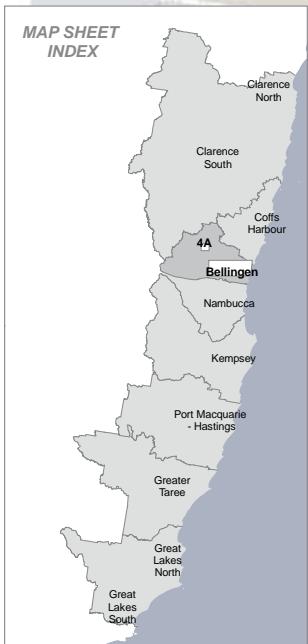 MAP SHEET
INDEX
Clarence
North
Clarence
South
Coffs
Harbour
4A
Bellingen
Nambucca
Kempsey
Port Macquarie
- Hastings
Greater
Taree
Great
Lakes
North
Great
Lakes
South